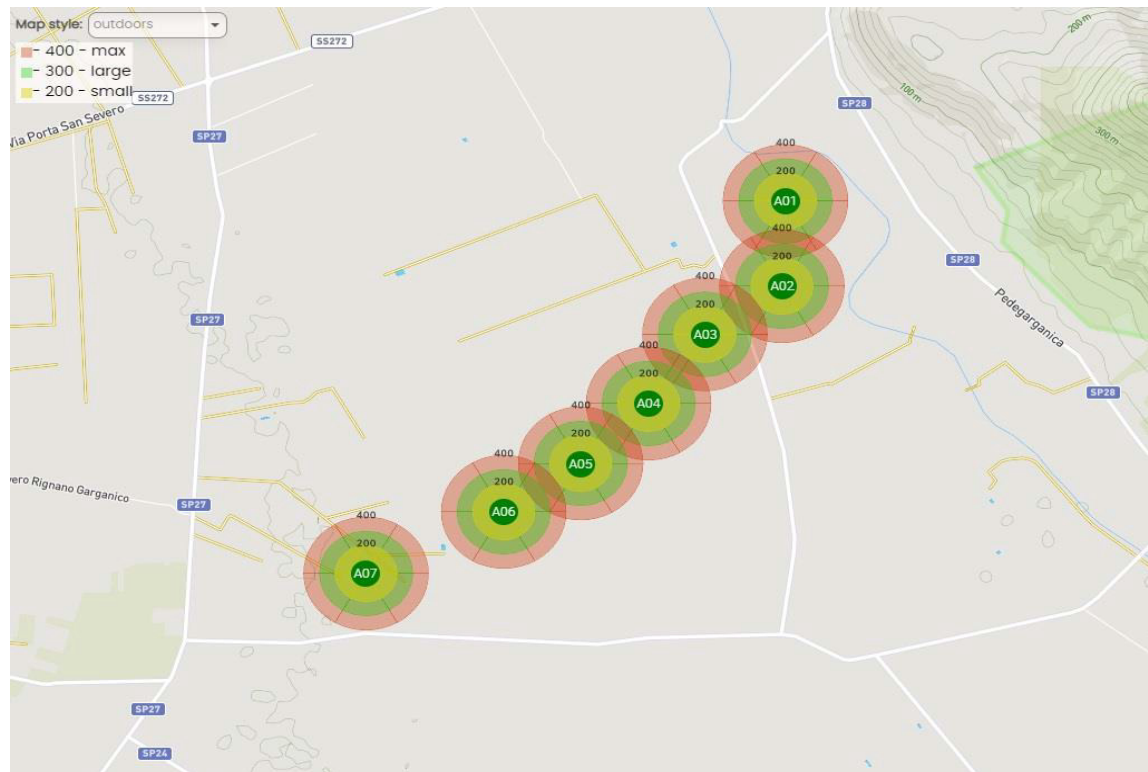 Map style: outdoors
- 400 - max
- 300 - large
- 200 - small
SS272
SS272
Via Porta San Severo
SP27
SP28
200 m
100 m
300 m
400
200
A01
400
200
A02
SP28
Pedegarganica
400
200
A03
SP27
400
200
A04
SP28
400
200
A05
400
200
A06
vero Rignano Garganico
SP27
400
200
A07
SP27
SP24